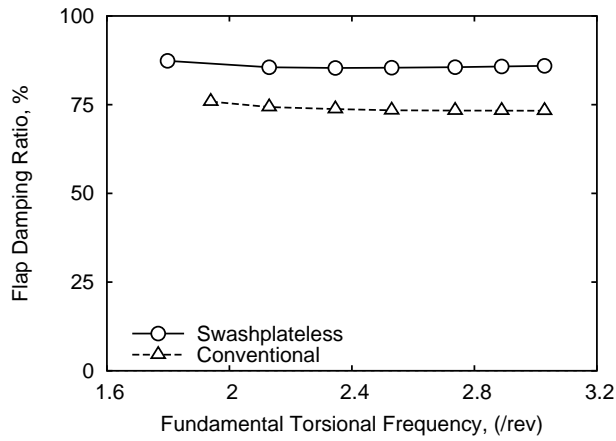 100
75
50
25
0
Flap Damping Ratio, %
Swashplateless
Conventional
1.6 2 2.4 2.8 3.2
Fundamental Torsional Frequency, (/rev)